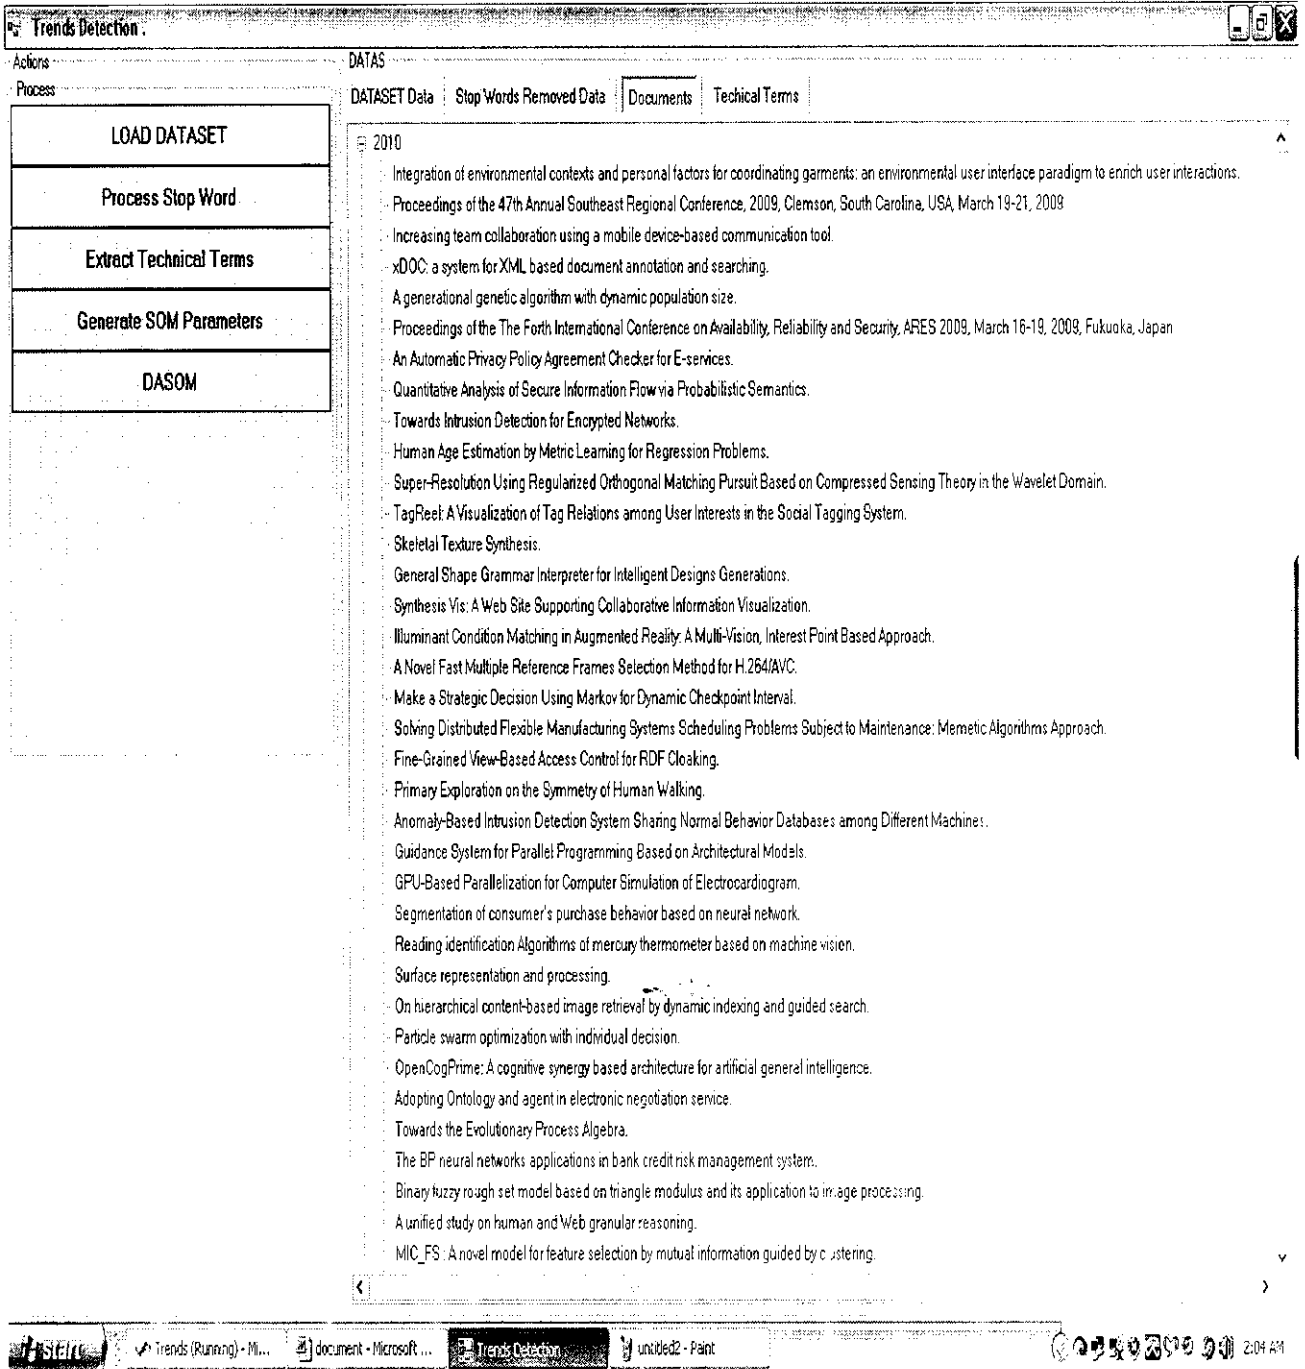 Trends Detection .
Actions
Process
LOAD DATASET
Process Stop Word
Extract Technical Terms
Generate SOM Parameters
DASOM
DATAS
DATASET Data Stop Words Removed Data Documents Techical Terms
2010
Integration of environmental contexts and personal factors for coordinating garments: an environmental user interface paradigm to enrich user interactions.
Proceedings of the 47th Annual Southeast Regional Conference, 2009, Clemson, South Carolina, USA, March 19-21, 2009
Increasing team collaboration using a mobile device-based communication tool.
xDOC: a system for XML based document annotation and searching.
A generational genetic algorithm with dynamic population size.
Proceedings of the The Forth International Conference on Availability, Reliability and Security, ARES 2009, March 16-19, 2009, Fukuoka, Japan
An Automatic Privacy Policy Agreement Checker for E-services.
Quantitative Analysis of Secure Information Flow via Probabilistic Semantics.
Towards Intrusion Detection for Encrypted Networks.
Human Age Estimation by Metric Learning for Regression Problems.
Super-Resolution Using Regularized Orthogonal Matching Pursuit Based on Compressed Sensing Theory in the Wavelet Domain.
TagReel: A Visualization of Tag Relations among User Interests in the Social Tagging System.
Skeletal Texture Synthesis.
General Shape Grammar Interpreter for Intelligent Designs Generations.
Synthesis Vis: A Web Site Supporting Collaborative Information Visualization.
Illuminant Condition Matching in Augmented Reality: A Multi-Vision, Interest Point Based Approach.
A Novel Fast Multiple Reference Frames Selection Method for H.264/AVC.
Make a Strategic Decision Using Markov for Dynamic Checkpoint Interval.
Solving Distributed Flexible Manufacturing Systems Scheduling Problems Subject to Maintenance: Memetic Algorithms Approach.
Fine-Grained View-Based Access Control for RDF Cloaking.
Primary Exploration on the Symmetry of Human Walking.
Anomaly-Based Intrusion Detection System Sharing Normal Behavior Databases among Different Machines.
Guidance System for Parallel Programming Based on Architectural Models.
GPU-Based Parallelization for Computer Simulation of Electrocardiogram.
Segmentation of consumer's purchase behavior based on neural network.
Reading identification Algorithms of mercury thermometer based on machine vision.
Surface representation and processing.
On hierarchical content-based image retrieval by dynamic indexing and guided search.
Particle swarm optimization with individual decision.
OpenCogPrime: A cognitive synergy based architecture for artificial general intelligence.
Adopting Ontology and agent in electronic negotiation service.
Towards the Evolutionary Process Algebra.
The BP neural networks applications in bank credit risk management system.
Binary fuzzy rough set model based on triangle modulus and its application to image processing.
A unified study on human and Web granular reasoning.
MIC_FS : A novel model for feature selection by mutual information guided by clustering.
start Trends (Running) - Mi... document - Microsoft ... Trends Detection untitled2 - Paint 2:04 AM